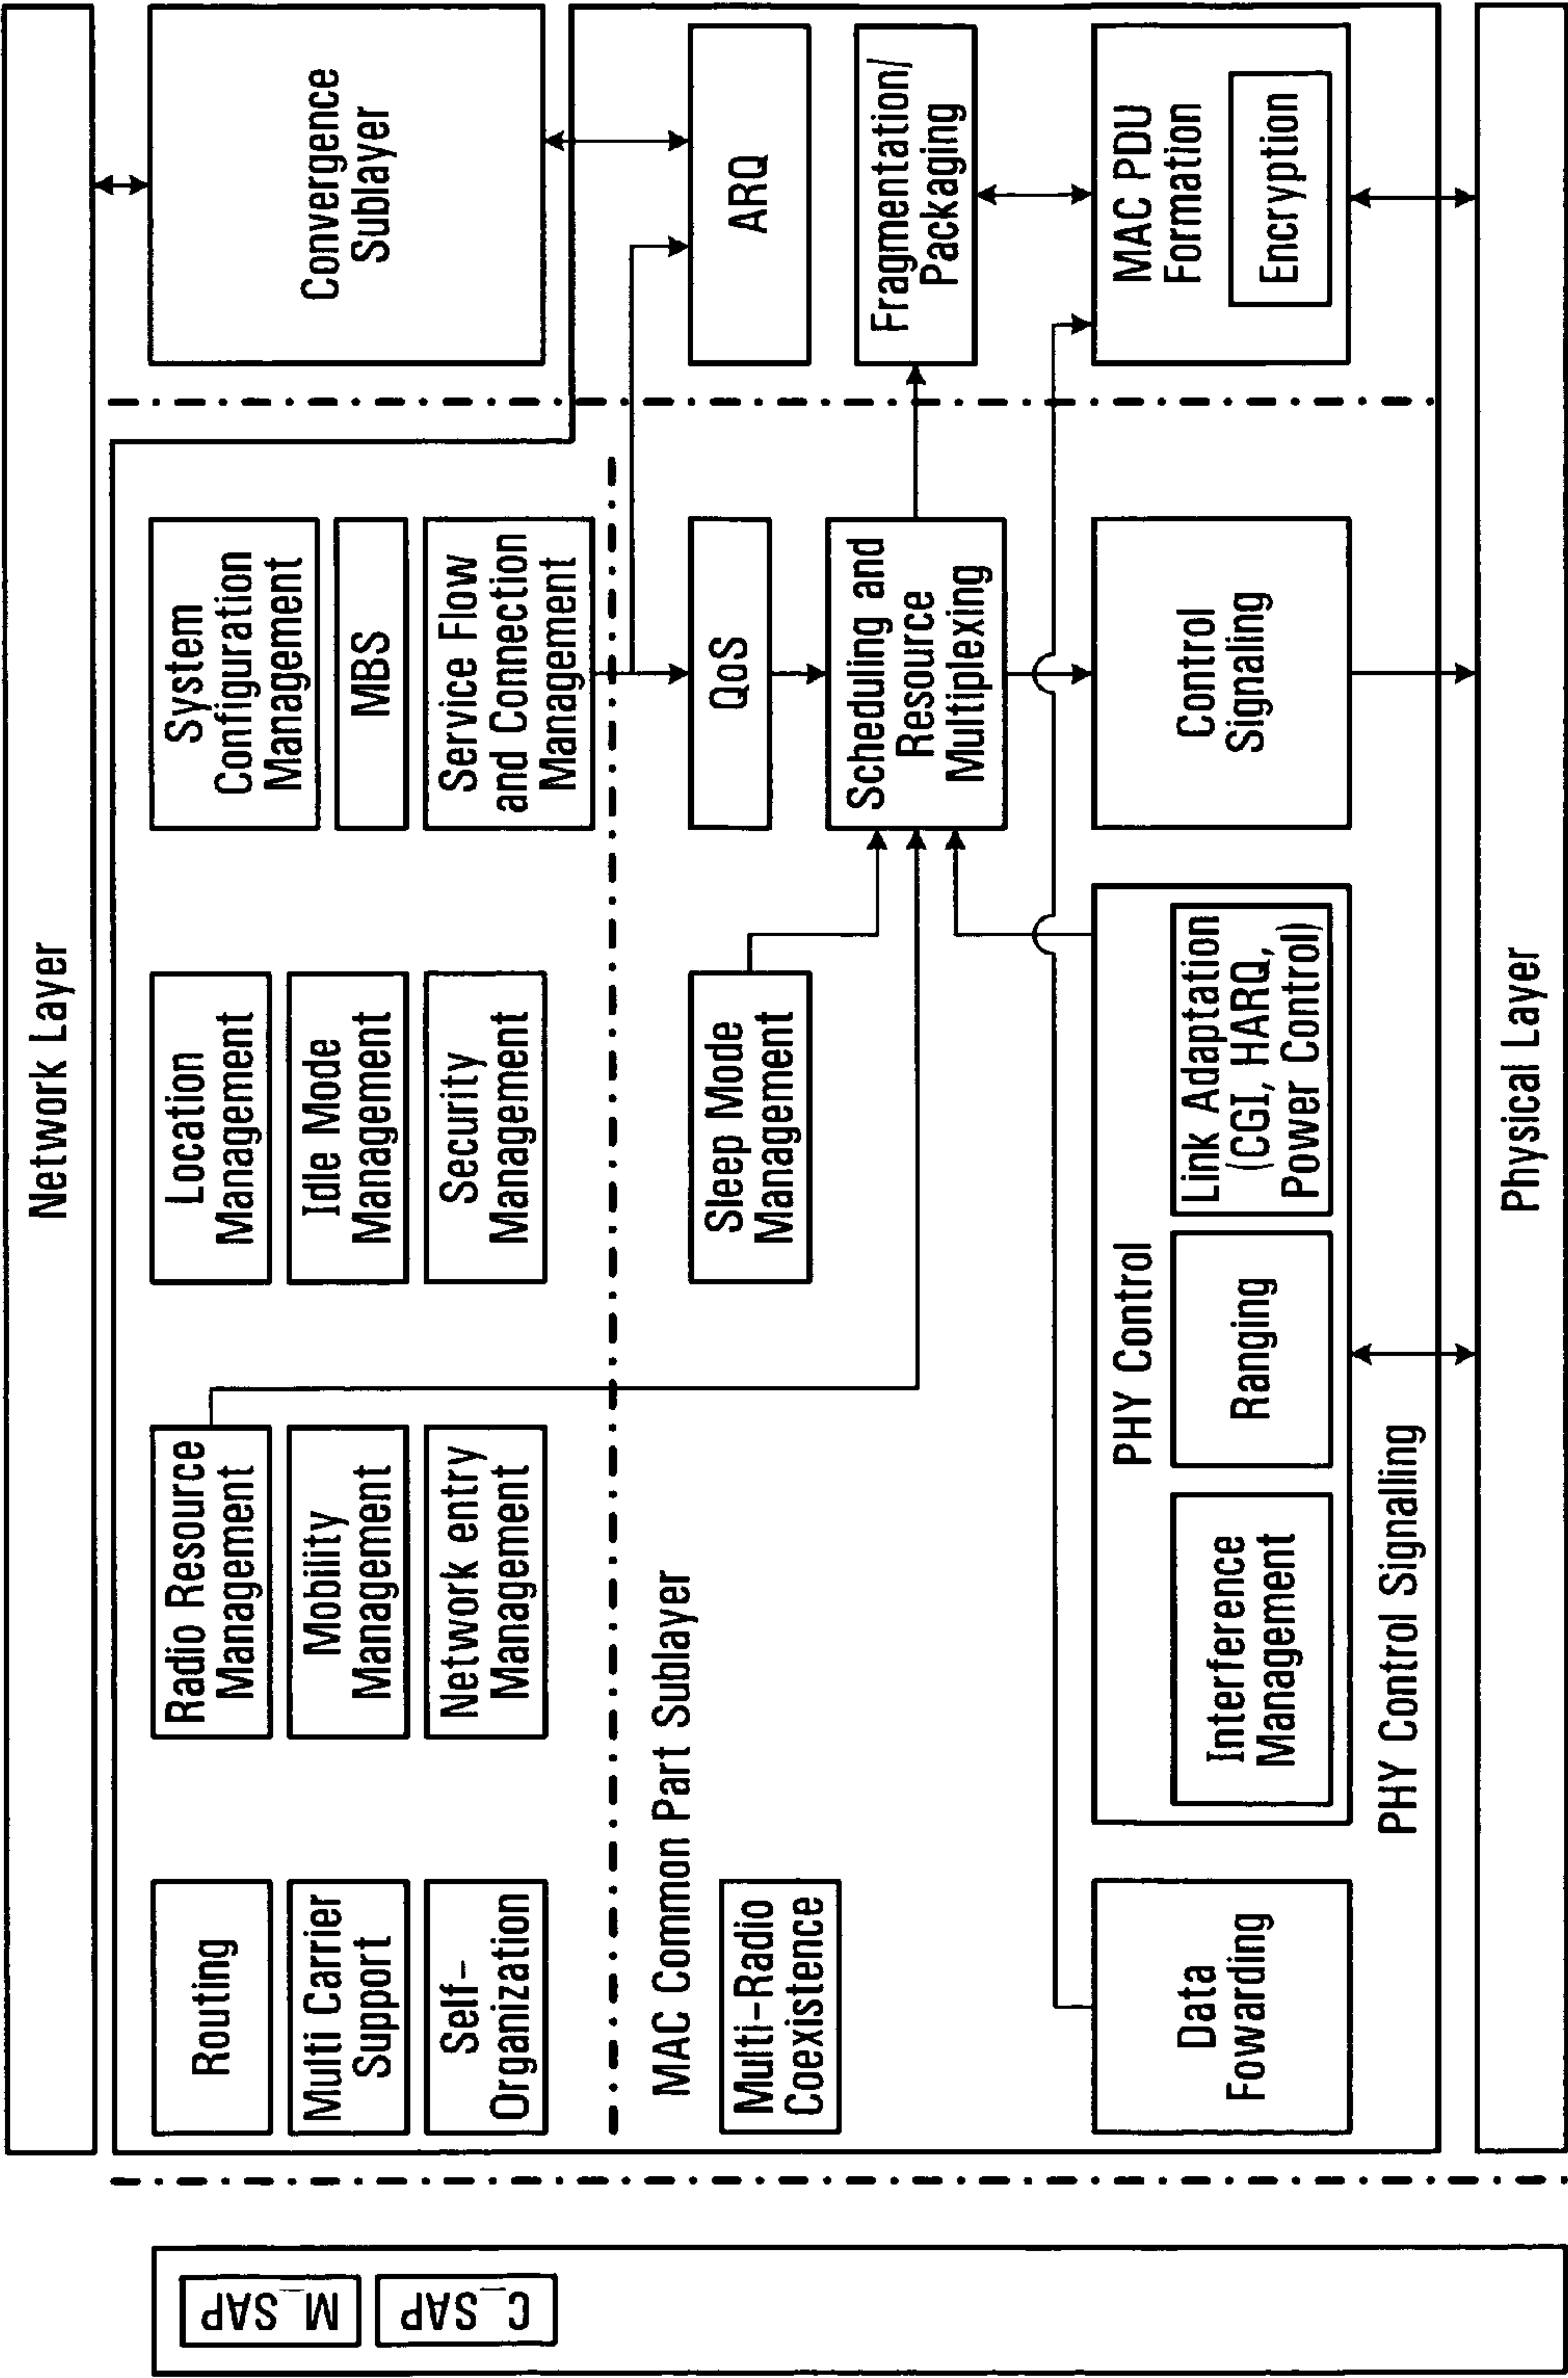 Network Layer
Routing
Multi Carrier
Support
Self-
Organization
Radio Resource
Management
Mobility
Management
Network entry
Management
Location
Management
Idle Mode
Management
Security
Management
System
Configuration
Management
MBS
Service Flow
and Connection
Management
Convergence
Sublayer
M_SAP
C_SAP
MAC Common Part Sublayer
Multi-Radio
Coexistence
Sleep Mode
Management
QoS
Scheduling and
Resource
Multiplexing
ARQ
Fragmentation/
Packaging
Data
Fowarding
PHY Control
Interference
Management
Ranging
Link Adaptation
(CGI, HARQ,
Power Control)
Control
Signaling
MAC PDU
Formation
Encryption
PHY Control Signalling
Physical Layer